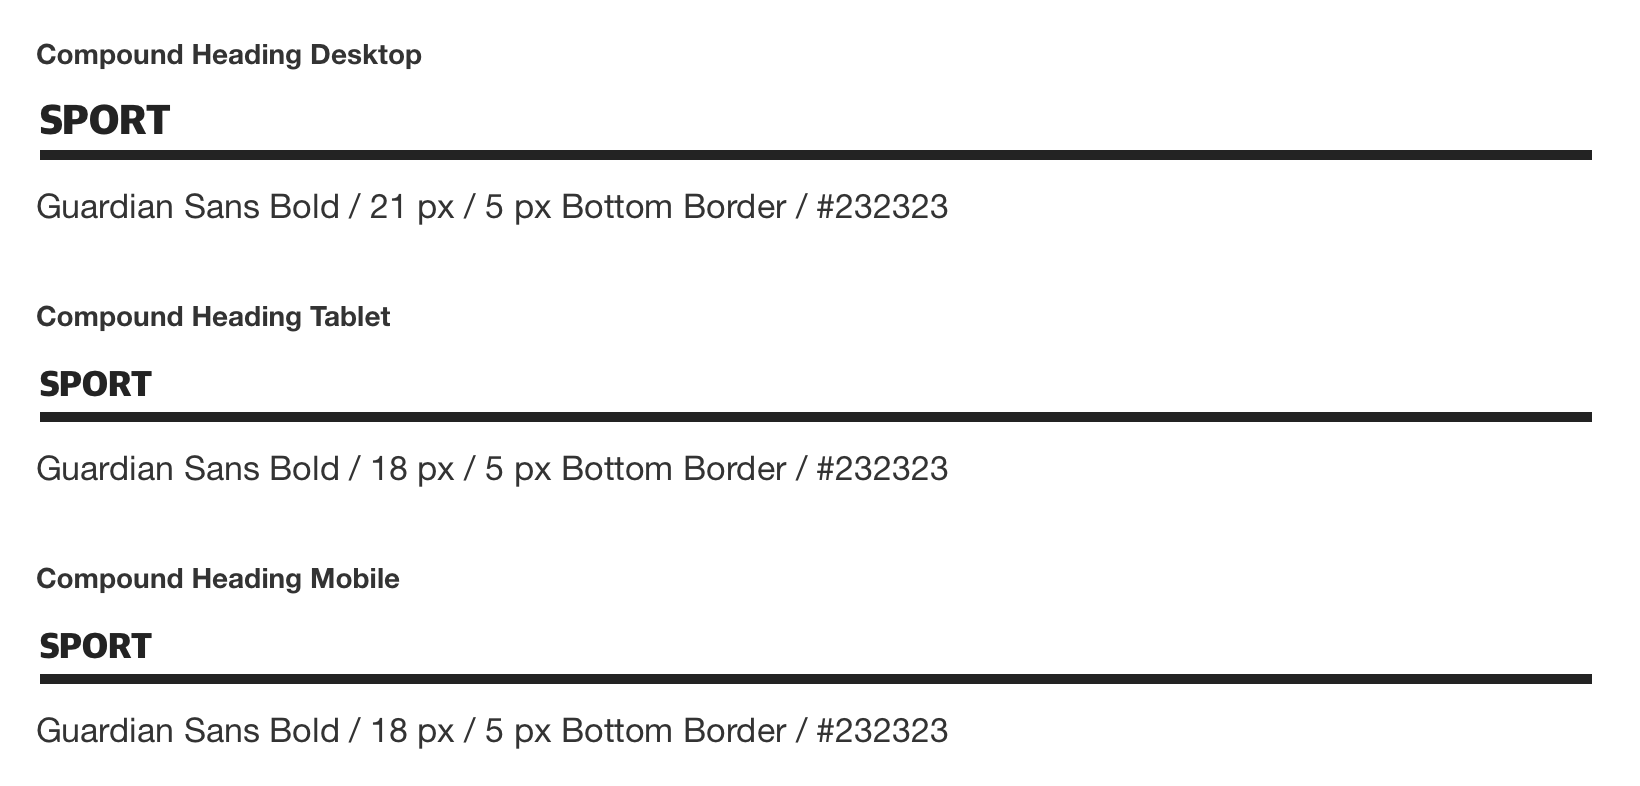 Compound Heading Desktop
SPORT
Guardian Sans Bold / 21 px / 5 px Bottom Border / #232323
Compound Heading Tablet
SPORT
Guardian Sans Bold / 18 px / 5 px Bottom Border / #232323
Compound Heading Mobile
SPORT
Guardian Sans Bold / 18 px / 5 px Bottom Border / #232323